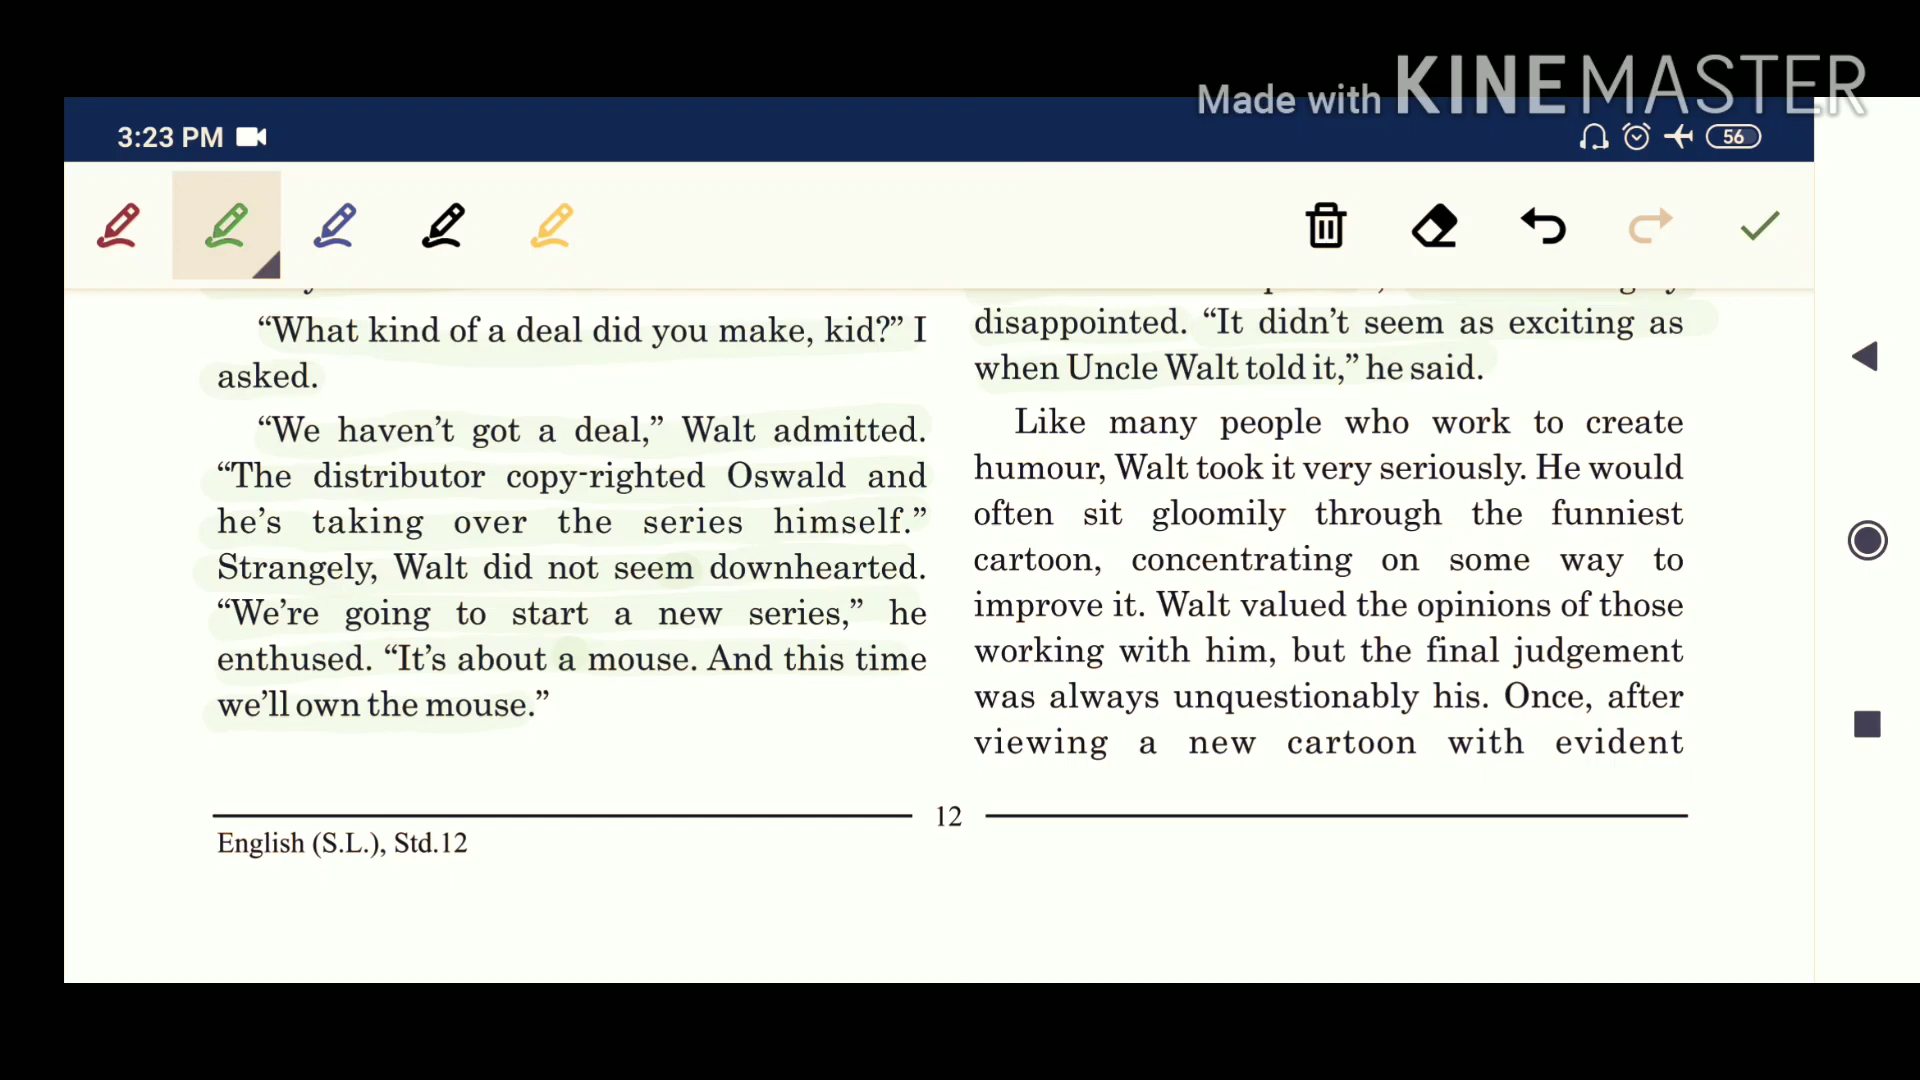 Made with KINEMASTER
3:23 PM
56
“What kind of a deal did you make, kid?” I
asked.
“We haven’t got a deal,” Walt admitted.
“The distributor copy-righted Oswald and
he’s taking over the series himself.”
Strangely, Walt did not seem downhearted.
“We’re going to start a new series,” he
enthused. “It’s about a mouse. And this time
we’ll own the mouse.”
disappointed. “It didn’t seem as exciting as
when Uncle Walt told it,” he said.
Like many people who work to create
humour, Walt took it very seriously. He would
often sit gloomily through the funniest
cartoon, concentrating on some way to
improve it. Walt valued the opinions of those
working with him, but the final judgement
was always unquestionably his. Once, after
viewing a new cartoon with evident
12
English (S.L.), Std.12